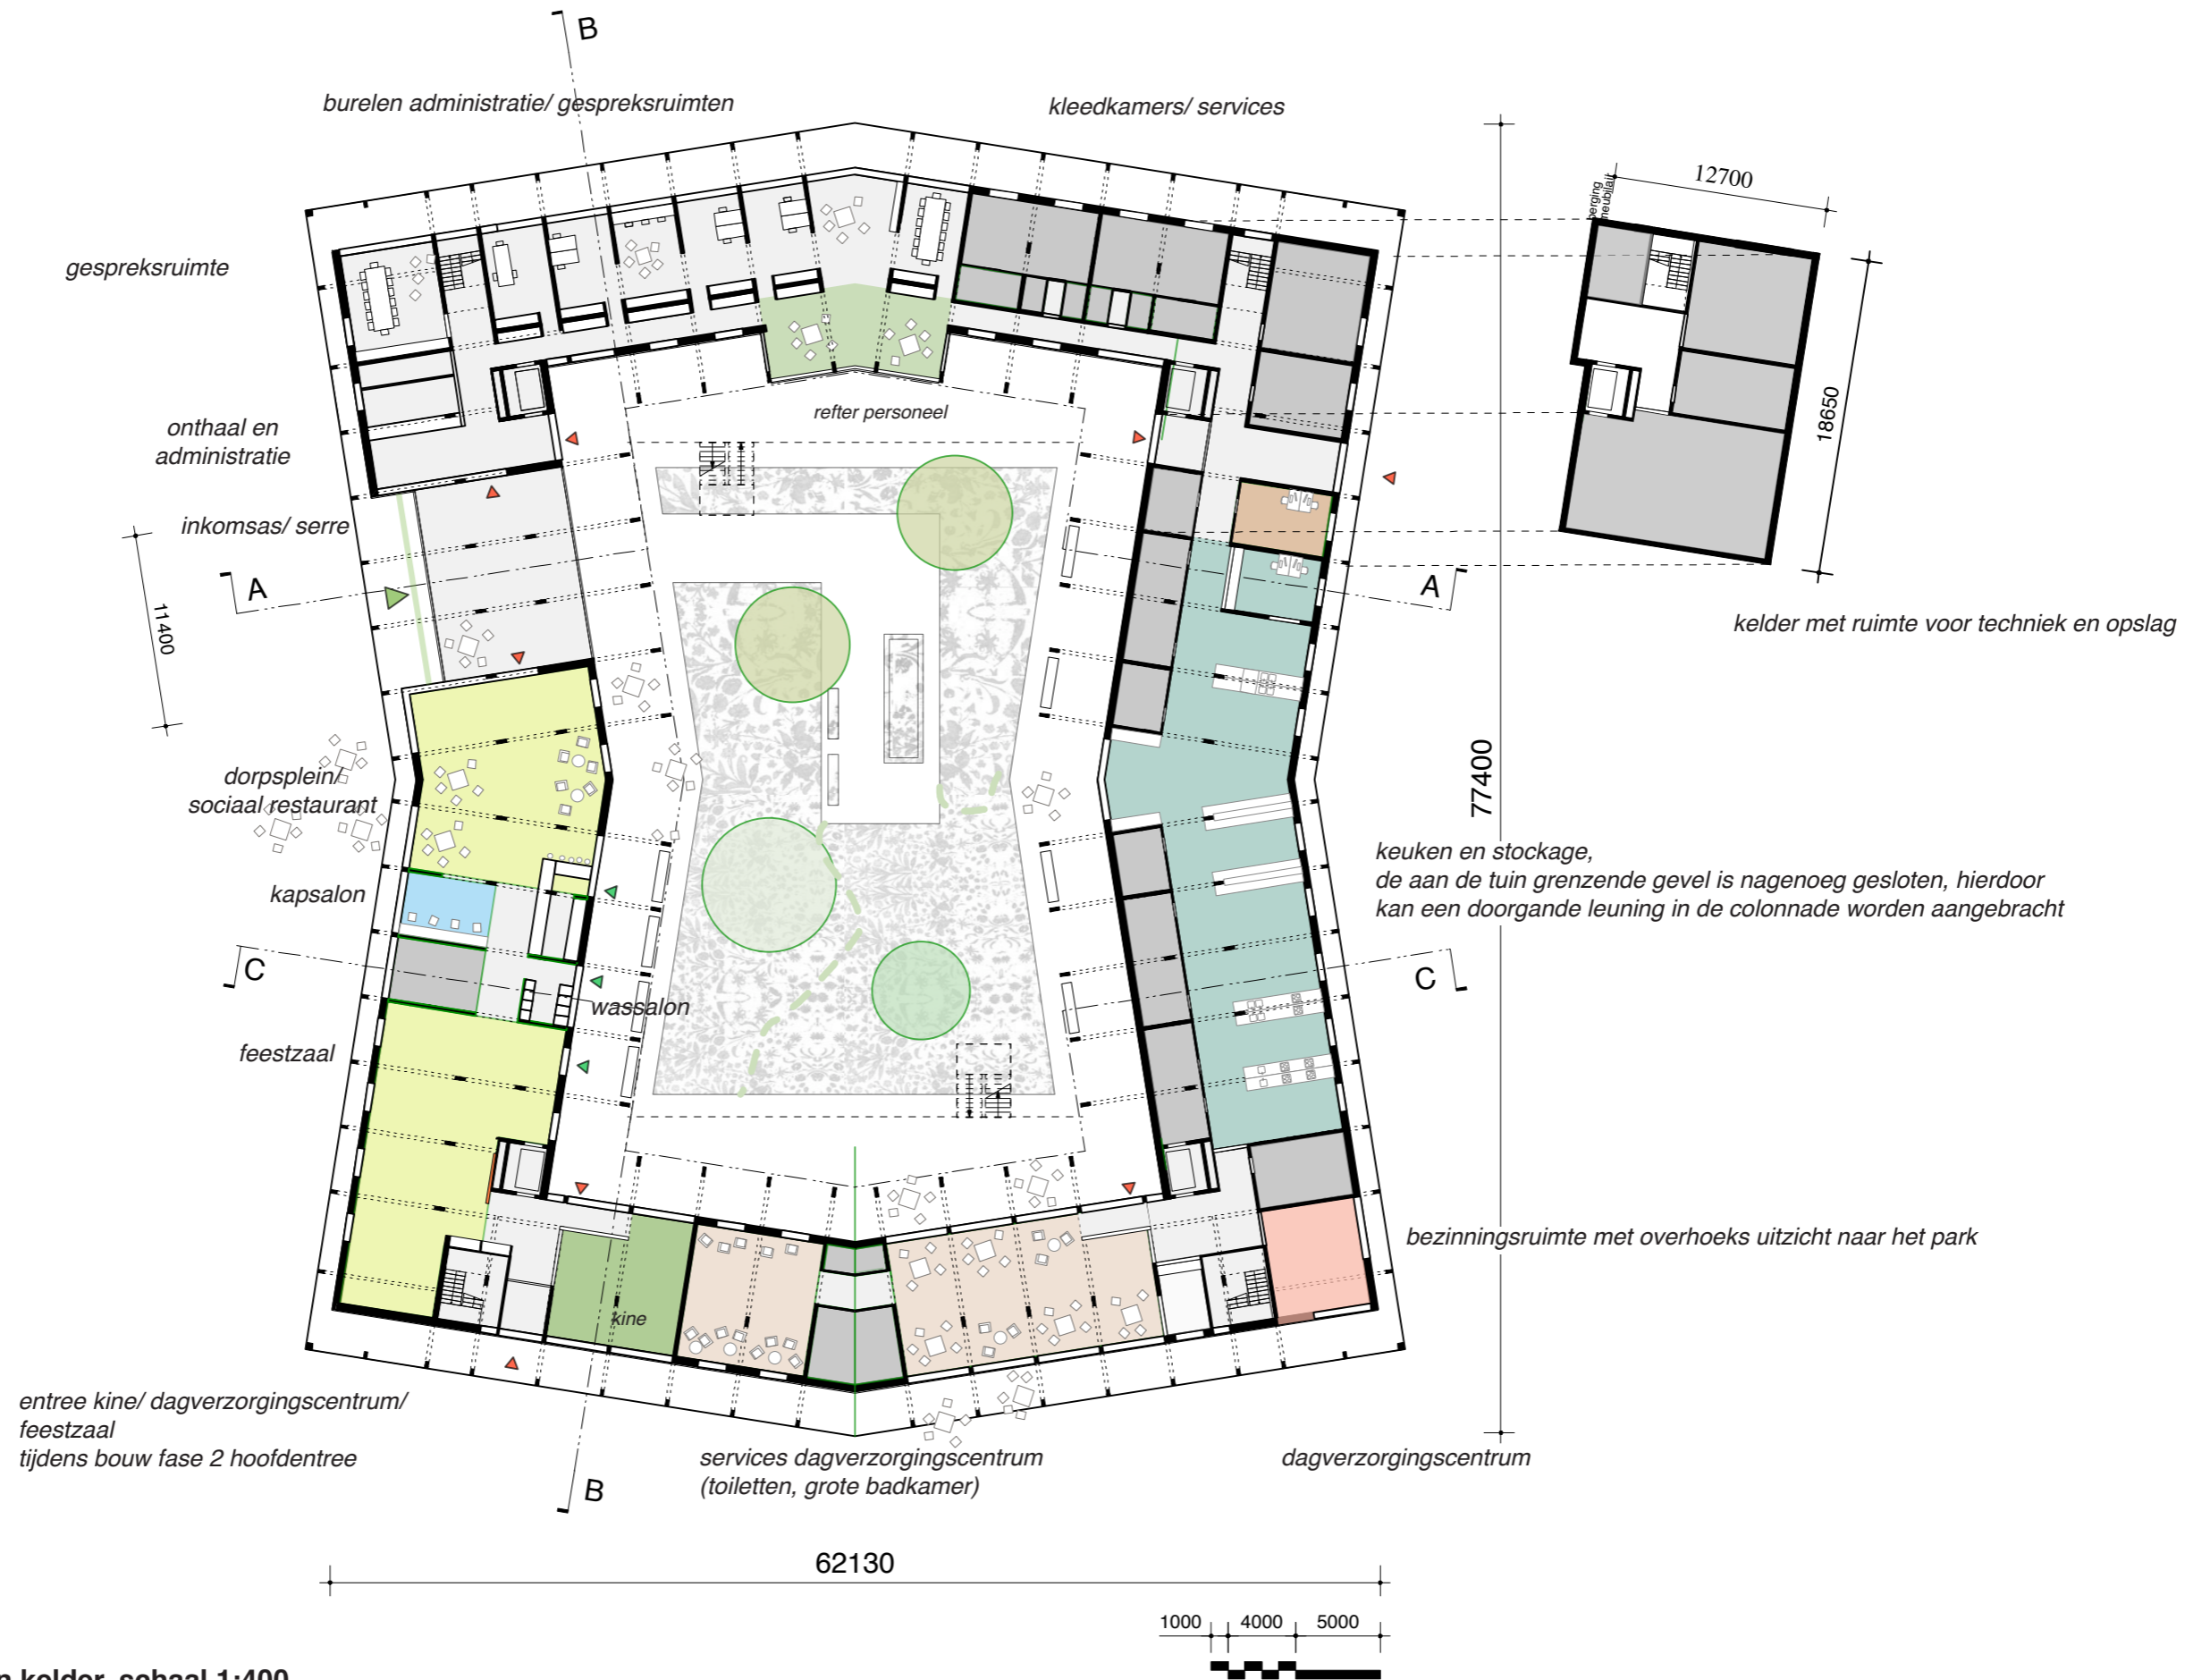 B
burelen administratie/ gespreksruimten
kleedkamers/ services
12700
berging
meubilair
gespreksruimte
18650
refter personeel
onthaal en
administratie
inkomsas/ serre
A
A
11400
kelder met ruimte voor techniek en opslag
dorpsplein/
sociaal restaurant
77400
keuken en stockage,
de aan de tuin grenzende gevel is nagenoeg gesloten, hierdoor
kan een doorgande leuning in de colonnade worden aangebracht
kapsalon
C
C
wassalon
feestzaal
bezinningsruimte met overhoeks uitzicht naar het park
kine
entree kine/ dagverzorgingscentrum/
feestzaal
tijdens bouw fase 2 hoofdentree
services dagverzorgingscentrum
(toiletten, grote badkamer)
dagverzorgingscentrum
B
62130
1000 4000 5000
n kelder, schaal 1:400